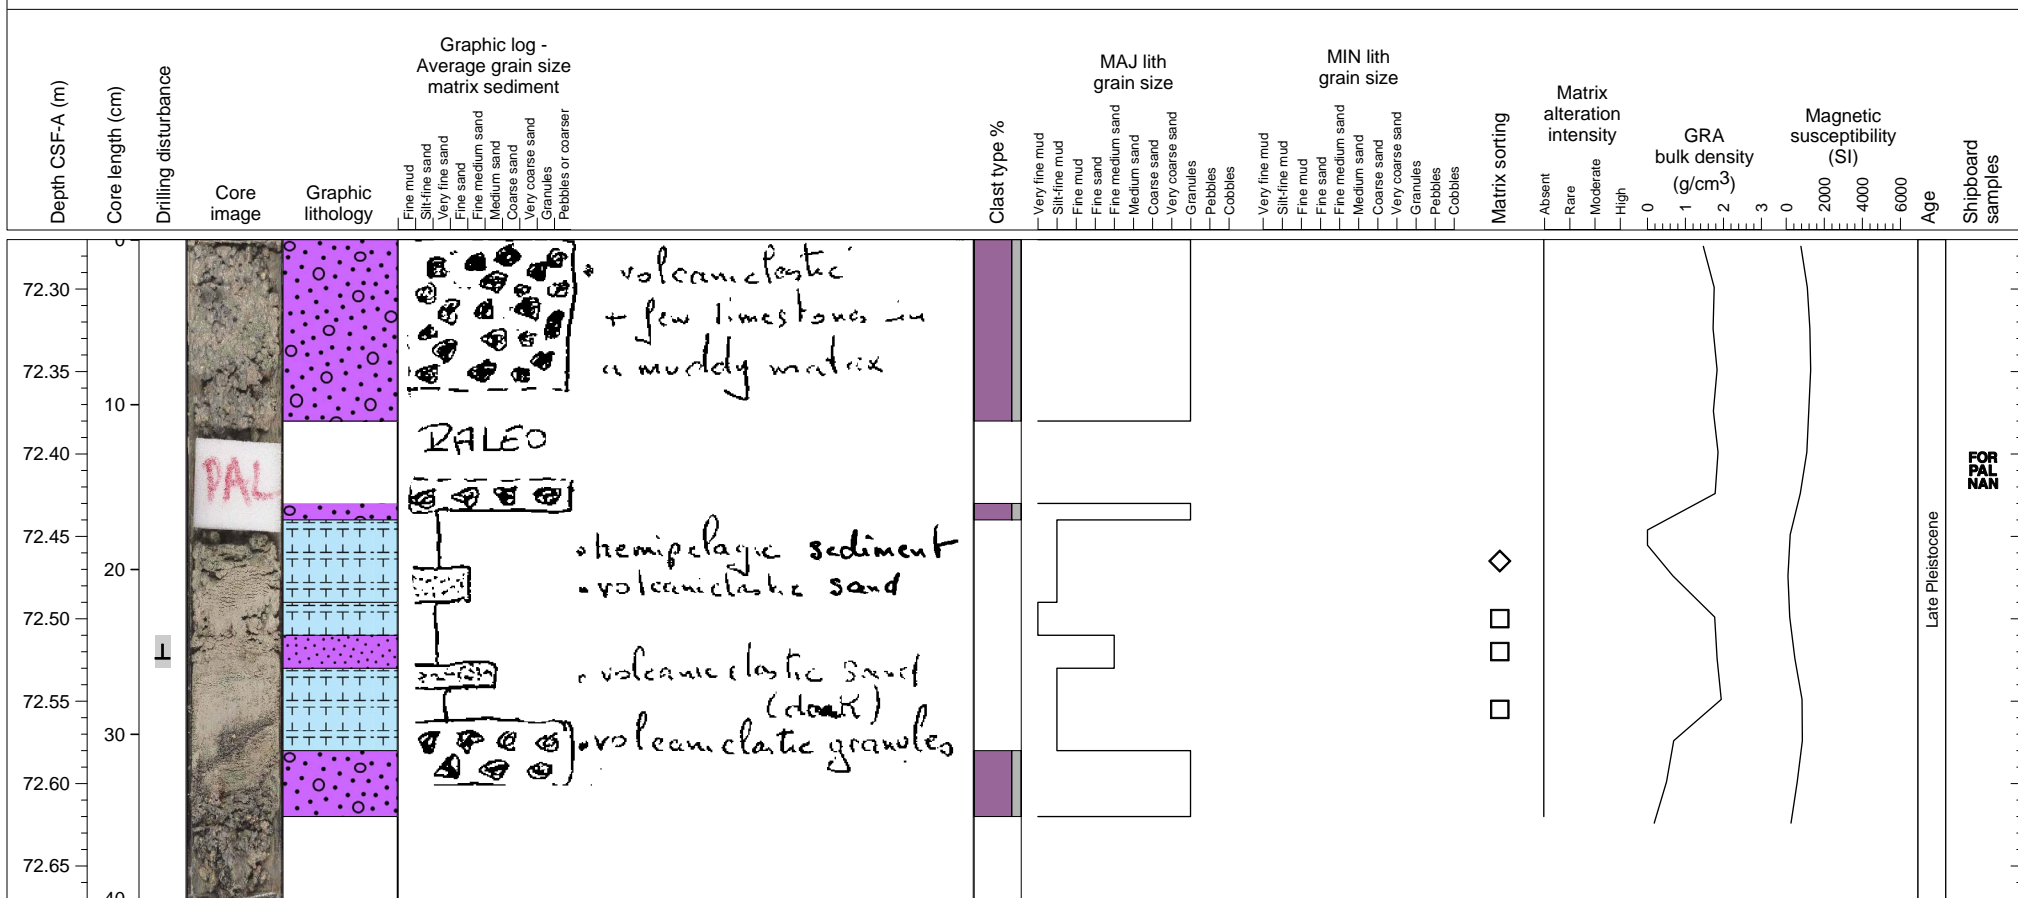 Depth CSF-A (m)
Core length (cm)
Drilling disturbance
Core
image
Graphic
lithology
Graphic log -
Average grain size
matrix sediment
Fine mud
Silt-fine sand
Very fine sand
Fine sand
Fine medium sand
Medium sand
Coarse sand
Very coarse sand
Granules
Pebbles or coarser
Clast type %
MAJ lith
grain size
Very fine mud
Silt-fine mud
Fine mud
Fine sand
Fine medium sand
Medium sand
Coarse sand
Very coarse sand
Granules
Pebbles
Cobbles
MIN lith
grain size
Very fine mud
Silt-fine mud
Fine mud
Fine sand
Fine medium sand
Medium sand
Coarse sand
Very coarse sand
Granules
Pebbles
Cobbles
Matrix sorting
Matrix
alteration
intensity
Absent
Rare
Moderate
High
GRA
bulk density
(g/cm3)
0 1 2 3
Magnetic
susceptibility
(SI)
0 2000 4000 6000
Age
Shipboard
samples
0
72.30
72.35
10
72.40
72.45
20
72.50
72.55
30
72.60
72.65
40
PAL
• volcaniclastic
+ few limestones in
a muddy matrix
PALEO
• hemipelagic sediment
• volcaniclastic sand
• volcaniclastic sand
(dark)
• volcaniclastic granules
Late Pleistocene
FOR
PAL
NAN